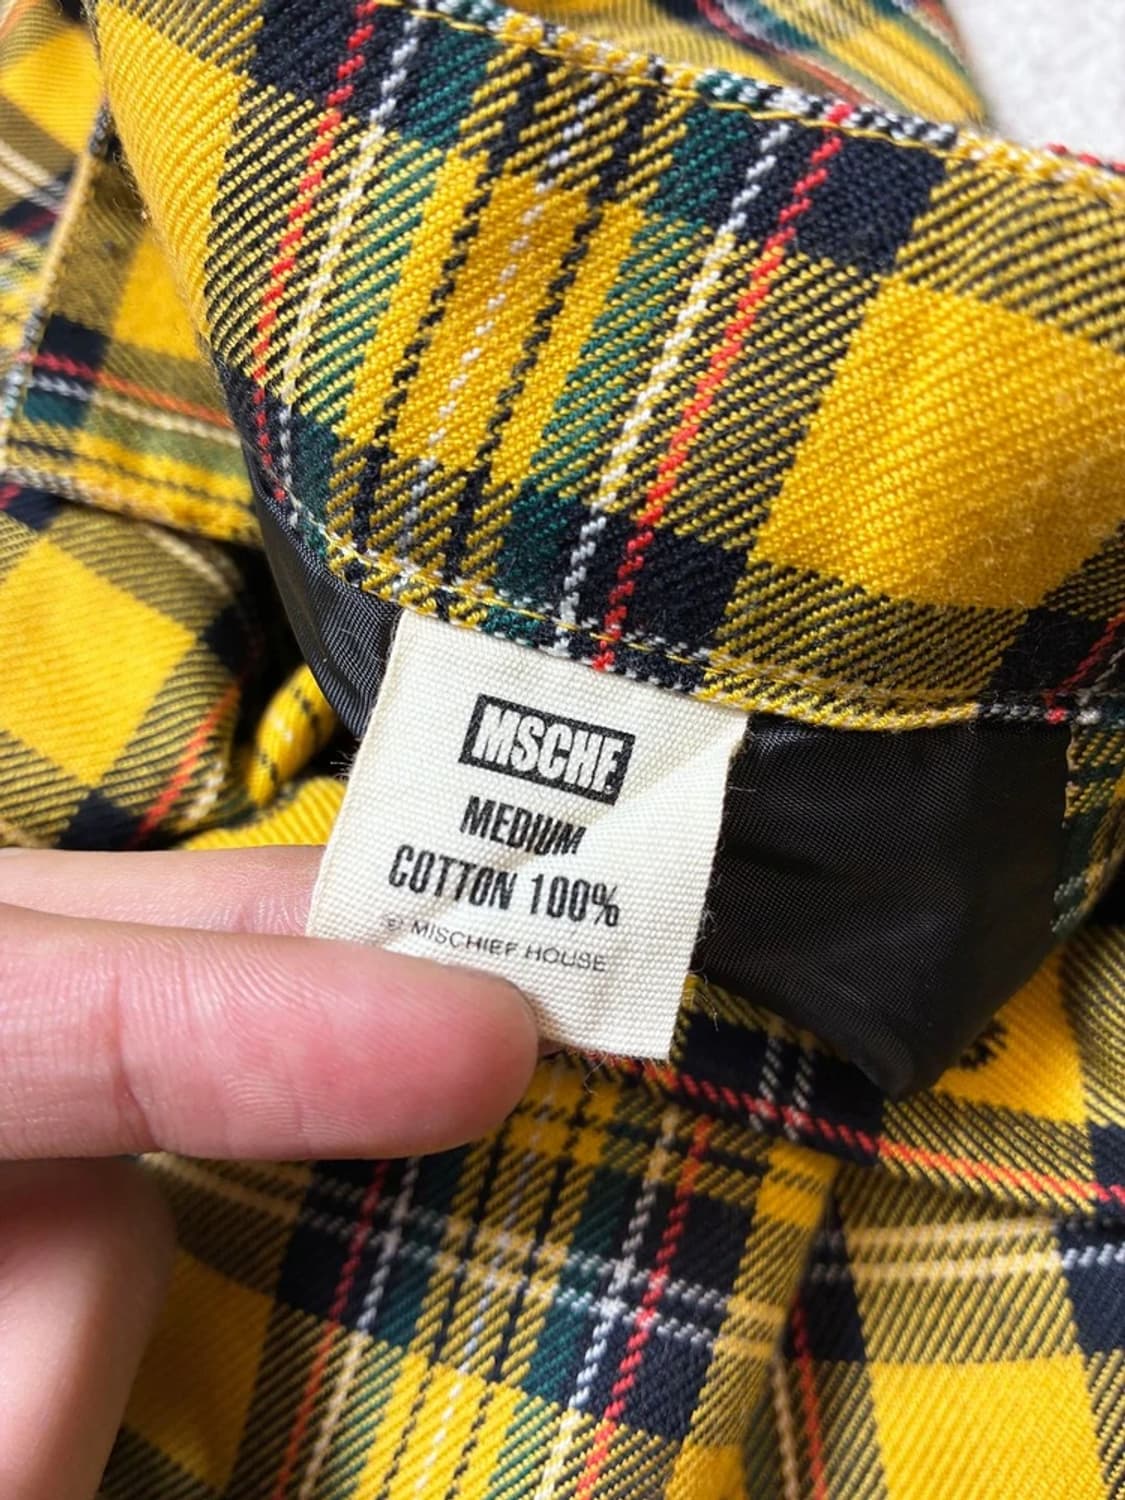 MSCHF
MEDIUM
COTTON 100%
© MISCHIEF HOUSE